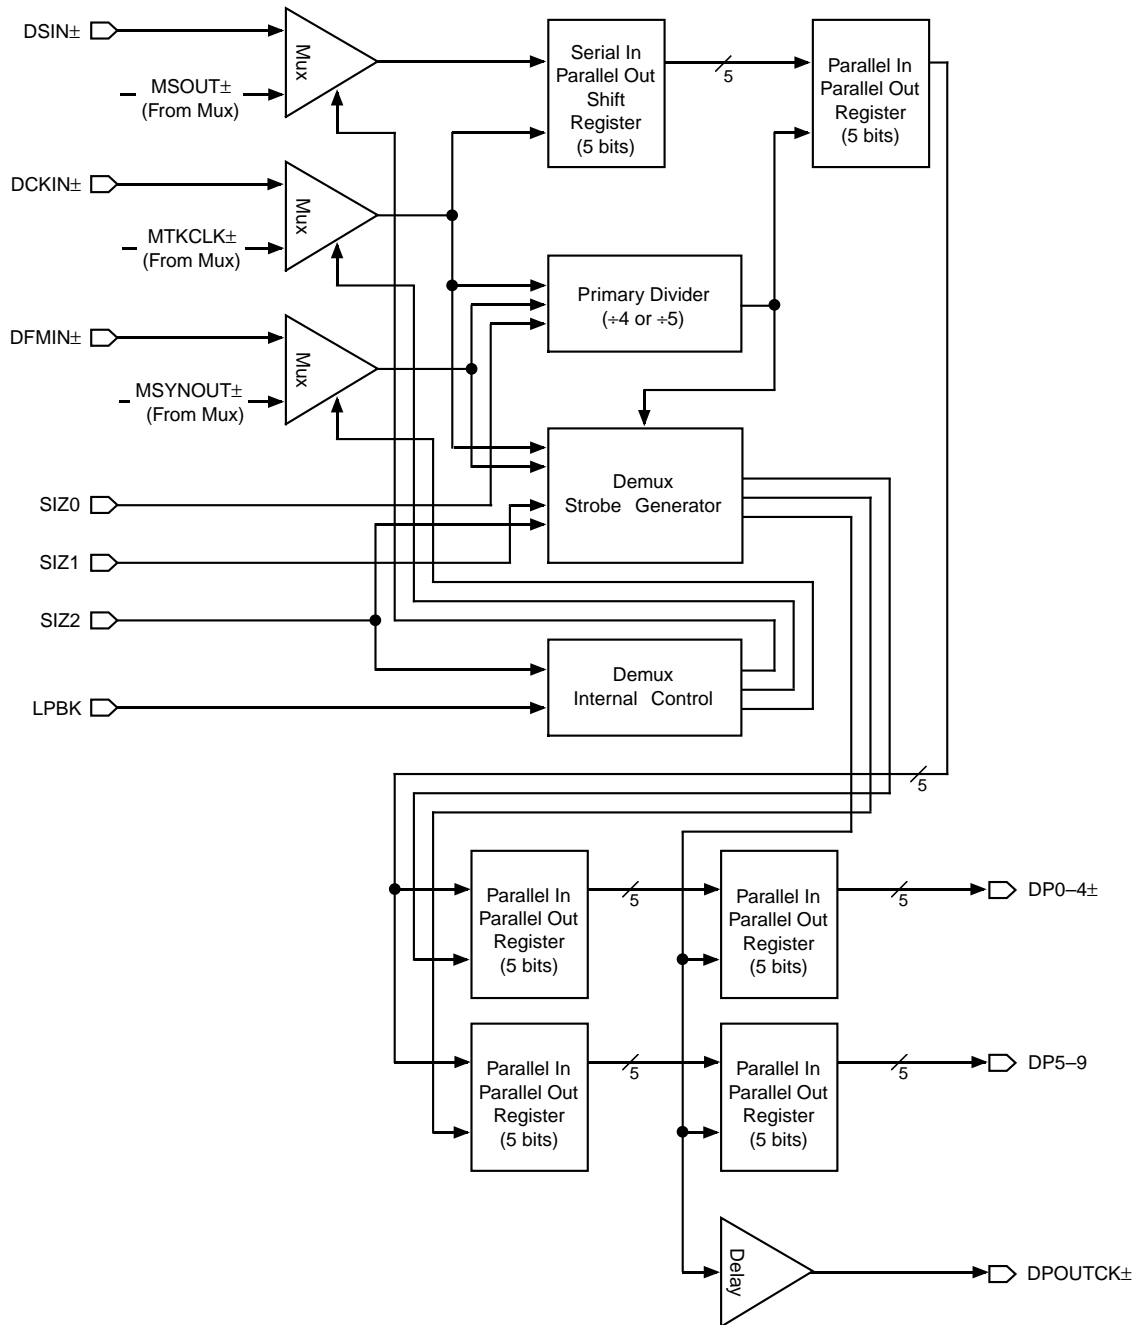 DSIN±
MSOUT±
(From Mux)
Mux
Serial In
Parallel Out
Shift
Register
(5 bits)
5
Parallel In
Parallel Out
Register
(5 bits)
DCKIN±
MTKCLK±
(From Mux)
Mux
Primary Divider
(÷4 or ÷5)
DFMIN±
MSYNOUT±
(From Mux)
Mux
Demux
Strobe Generator
SIZ0
SIZ1
SIZ2
LPBK
Demux
Internal Control
5
Parallel In
Parallel Out
Register
(5 bits)
5
Parallel In
Parallel Out
Register
(5 bits)
5
DP0–4±
Parallel In
Parallel Out
Register
(5 bits)
5
Parallel In
Parallel Out
Register
(5 bits)
5
DP5–9
Delay
DPOUTCK±